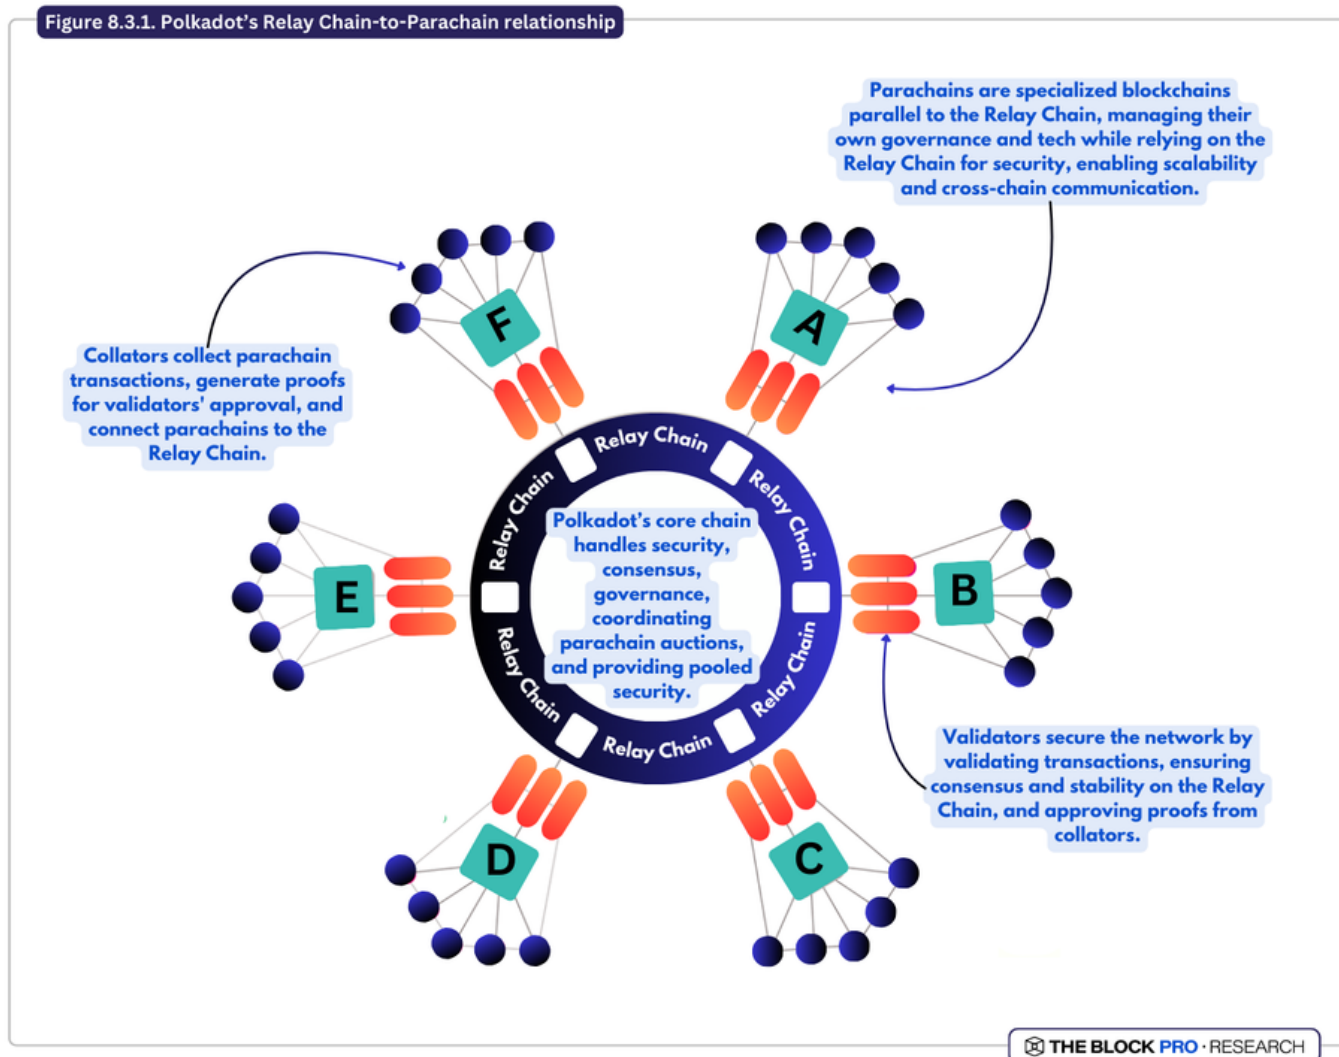 Figure 8.3.1. Polkadot’s Relay Chain-to-Parachain relationship
Parachains are specialized blockchains
parallel to the Relay Chain, managing their
own governance and tech while relying on the
Relay Chain for security, enabling scalability
and cross-chain communication.
F
A
Collators collect parachain
transactions, generate proofs
for validators' approval, and
connect parachains to the
Relay Chain.
Relay Chain
Relay Chain
Relay Chain
Polkadot’s core chain
handles security,
consensus,
governance,
coordinating
parachain auctions,
and providing pooled
security.
E
B
Relay Chain
Relay Chain
Relay Chain
Validators secure the network by
validating transactions, ensuring
consensus and stability on the Relay
Chain, and approving proofs from
collators.
D
C
THE BLOCK PRO · RESEARCH